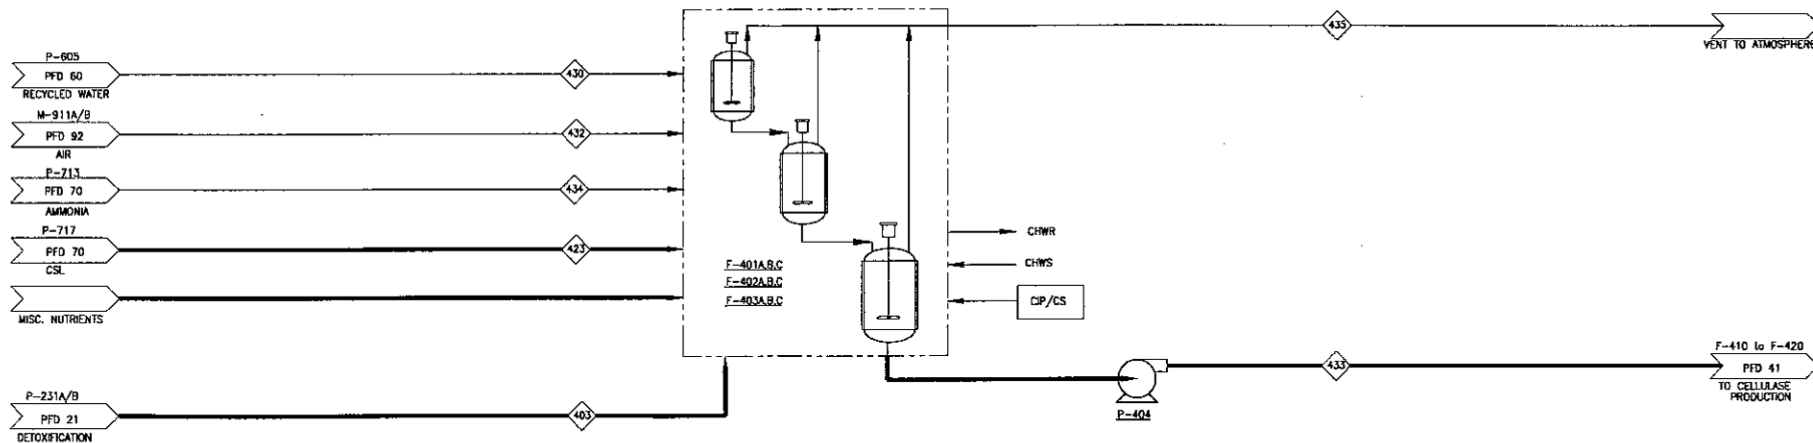 435
VENT TO ATMOSPHERE
P-605
PFD 60
RECYCLED WATER
430
M-911A/B
PFD 92
AIR
432
P-713
PFD 70
AMMONIA
434
P-717
PFD 70
CSL
423
MISC. NUTRIENTS
F-401A,B,C
F-402A,B,C
F-403A,B,C
CHWR
CHWS
CIP/CS
P-231A/B
PFD 21
DETOXIFICATION
403
P-404
433
F-410 to F-420
PFD 41
TO CELLULASE
PRODUCTION